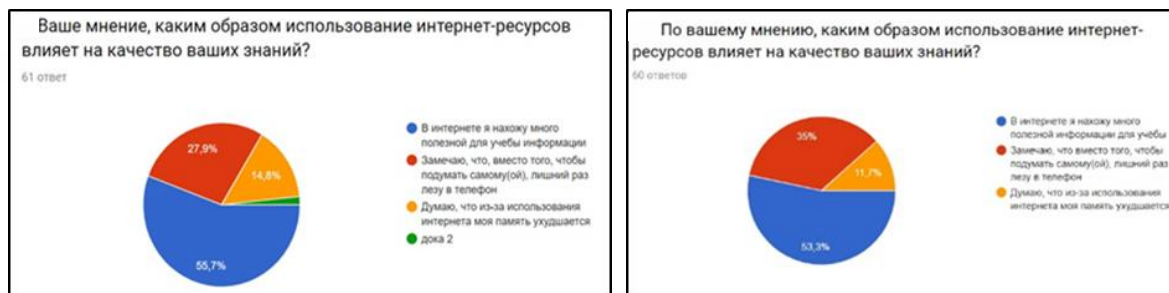 Ваше мнение, каким образом использование интернет-ресурсов
влияет на качество ваших знаний?
61 ответ
27,9%
14,8%
55,7%
В интернете я нахожу много
полезной для учебы информации
Замечаю, что, вместо того, чтобы
подумать самому(ой), лишний раз
лезу в телефон
Думаю, что из-за использования
интернета моя память ухудшается
дока 2
По вашему мнению, каким образом использование интернет-
ресурсов влияет на качество ваших знаний?
60 ответов
35%
11,7%
53,3%
В интернете я нахожу много
полезной информации для учёбы
Замечаю, что вместо того, чтобы
подумать самому(ой), лишний раз
лезу в телефон
Думаю, что из-за использования
интернета моя память ухудшается